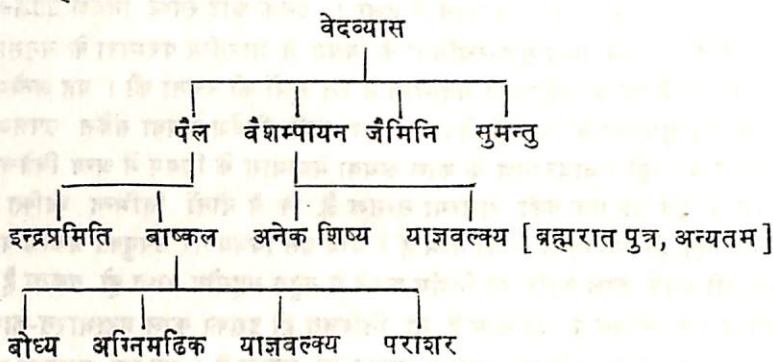 वेदव्यास
पैल वैशम्पायन जैमिनि सुमन्तु
इन्द्रप्रमिति बाष्कल अनेक शिष्य याज्ञवल्क्य [ ब्रह्मरात पुत्र, अन्यतम ]
बोध्य अग्निमढिक याज्ञवल्क्य पराशर